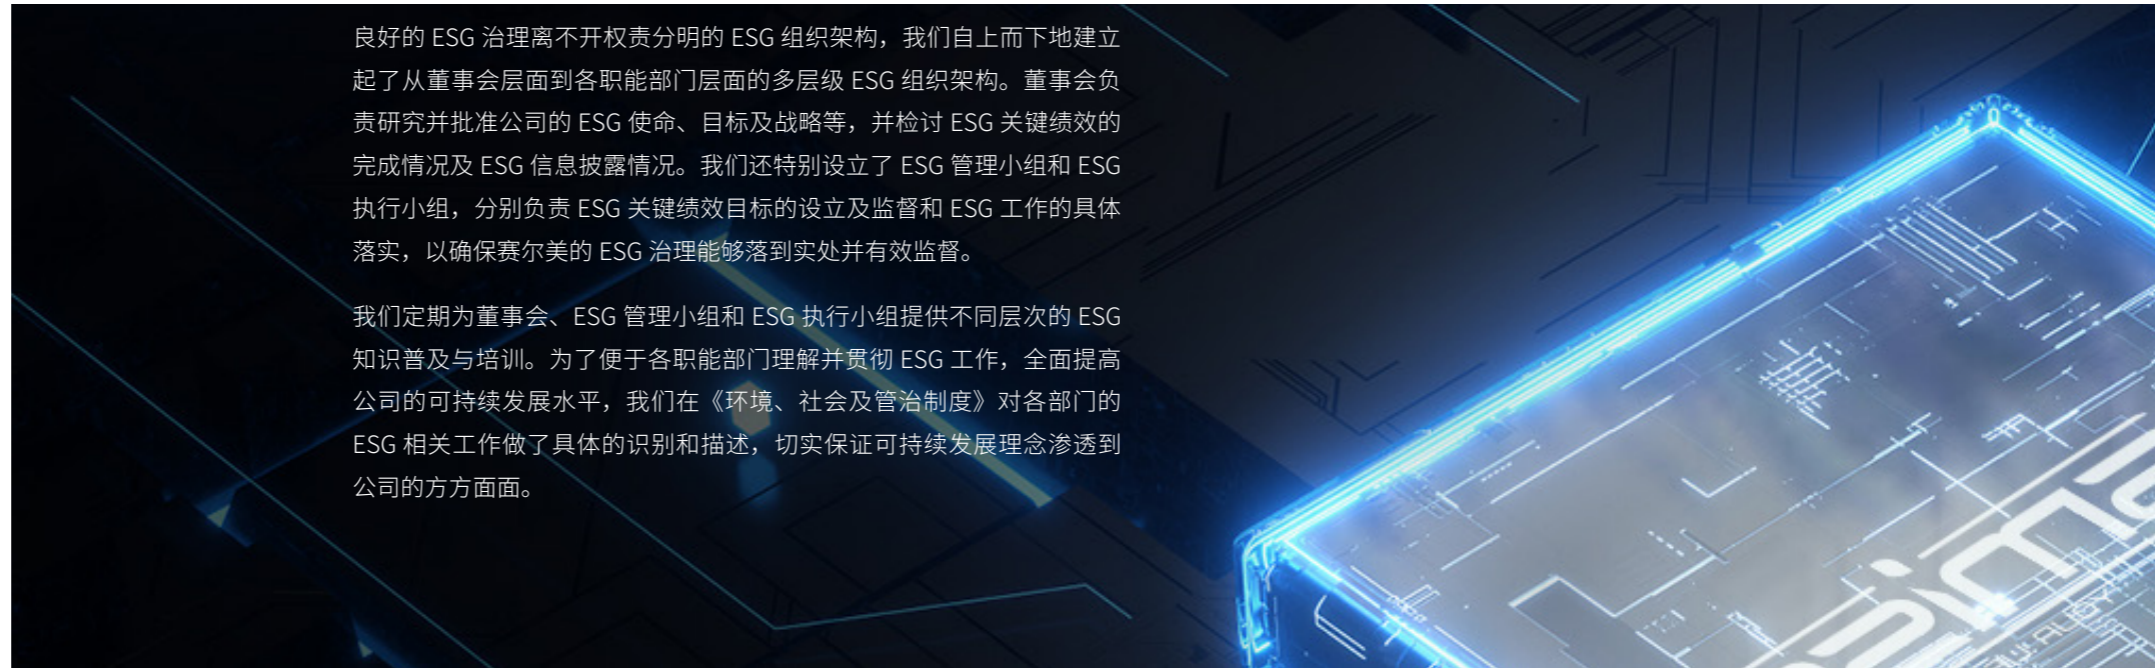 良好的 ESG 治理离不开权责分明的 ESG 组织架构，我们自上而下地建立
起了从董事会层面到各职能部门层面的多层级 ESG 组织架构。董事会负
责研究并批准公司的 ESG 使命、目标及战略等，并检讨 ESG 关键绩效的
完成情况及 ESG 信息披露情况。我们还特别设立了 ESG 管理小组和 ESG
执行小组，分别负责 ESG 关键绩效目标的设立及监督和 ESG 工作的具体
落实，以确保赛尔美的 ESG 治理能够落到实处并有效监督。
我们定期为董事会、ESG 管理小组和 ESG 执行小组提供不同层次的 ESG
知识普及与培训。为了便于各职能部门理解并贯彻 ESG 工作，全面提高
公司的可持续发展水平，我们在《环境、社会及管治制度》对各部门的
ESG 相关工作做了具体的识别和描述，切实保证可持续发展理念渗透到
公司的方方面面。